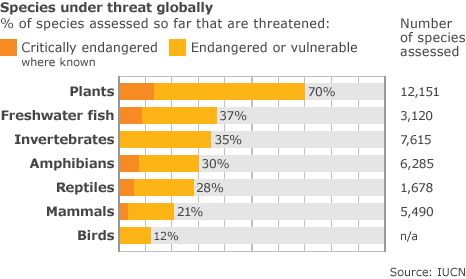 Species under threat globally
% of species assessed so far that are threatened:
Critically endangered
where known
Endangered or vulnerable
Number
of species
assessed
Plants 70% 12,151
Freshwater fish 37% 3,120
Invertebrates 35% 7,615
Amphibians 30% 6,285
Reptiles 28% 1,678
Mammals 21% 5,490
Birds 12% n/a
Source: IUCN